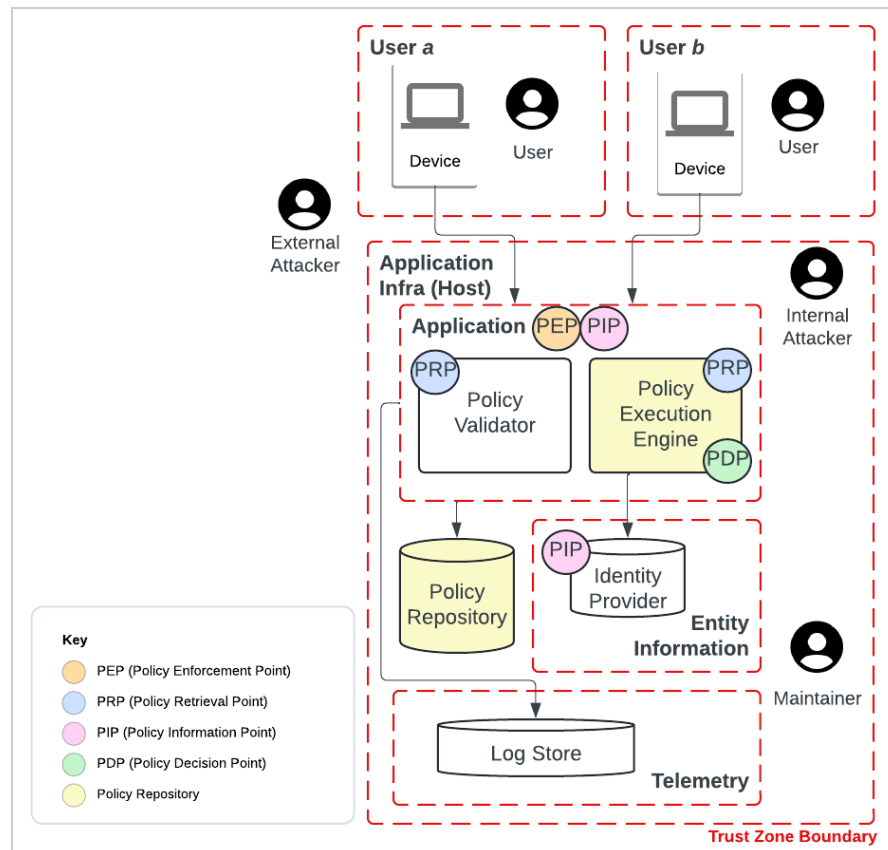 User a
User b
Device
User
Device
User
External
Attacker
Application
Infra (Host)
Internal
Attacker
Application
PEP
PIP
PRP
Policy
Validator
PRP
Policy
Execution
Engine
PDP
Policy
Repository
PIP
Identity
Provider
Entity
Information
Maintainer
Log Store
Telemetry
Key
PEP (Policy Enforcement Point)
PRP (Policy Retrieval Point)
PIP (Policy Information Point)
PDP (Policy Decision Point)
Policy Repository
Trust Zone Boundary